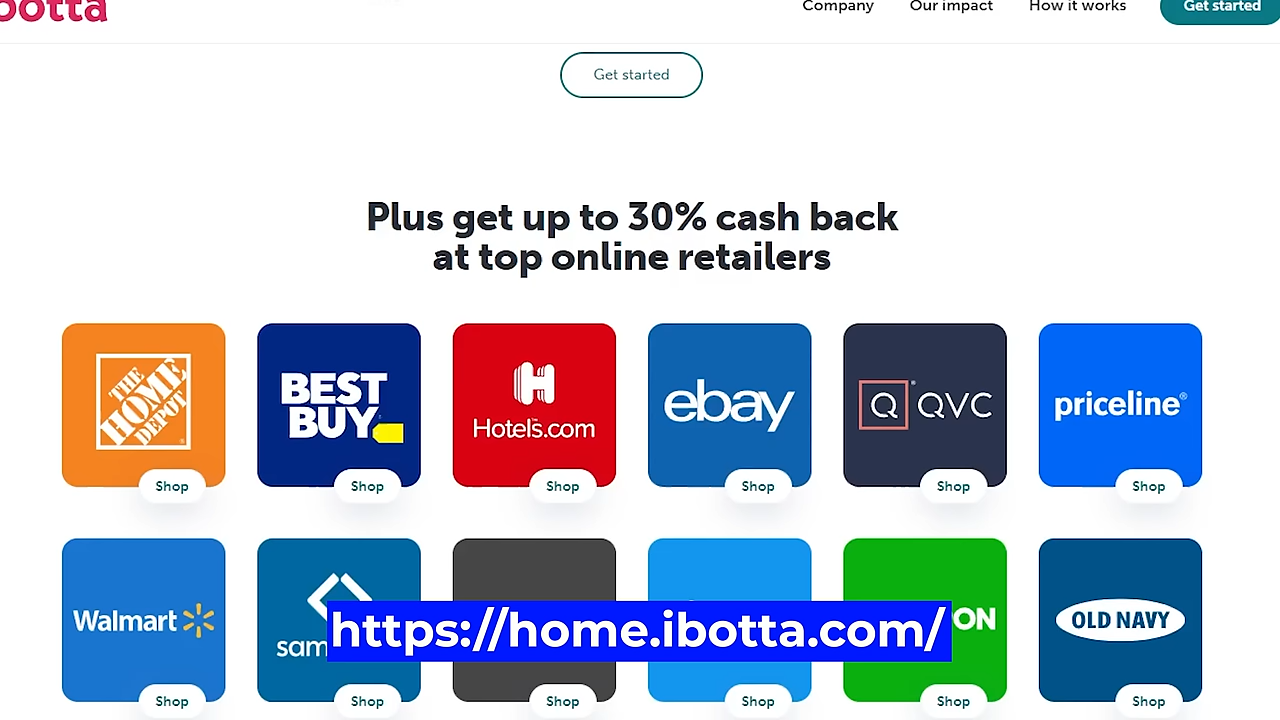 ibotta
Company
Our impact
How it works
Get started
Get started
Plus get up to 30% cash back
at top online retailers
THE
HOME
DEPOT
BEST
BUY
Hotels.com
ebay
Q QVC
priceline®
Shop
Shop
Shop
Shop
Shop
Shop
Walmart
sam
ON
OLD NAVY
https://home.ibotta.com/
Shop
Shop
Shop
Shop
Shop
Shop